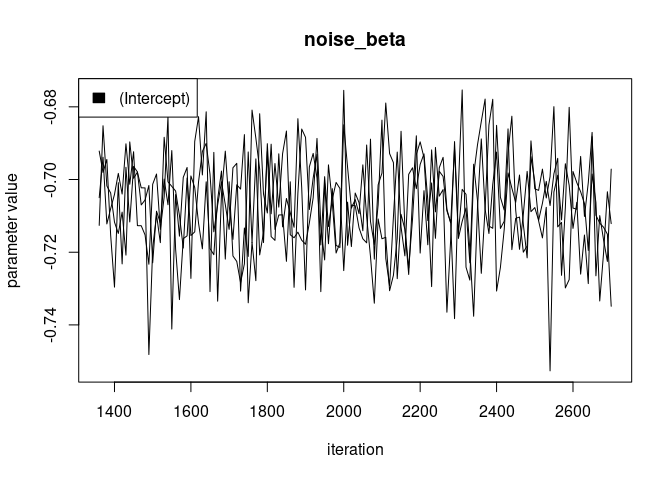 noise_beta
(Intercept)
parameter value
-0.68
-0.70
-0.72
-0.74
1400 1600 1800 2000 2200 2400 2600
iteration